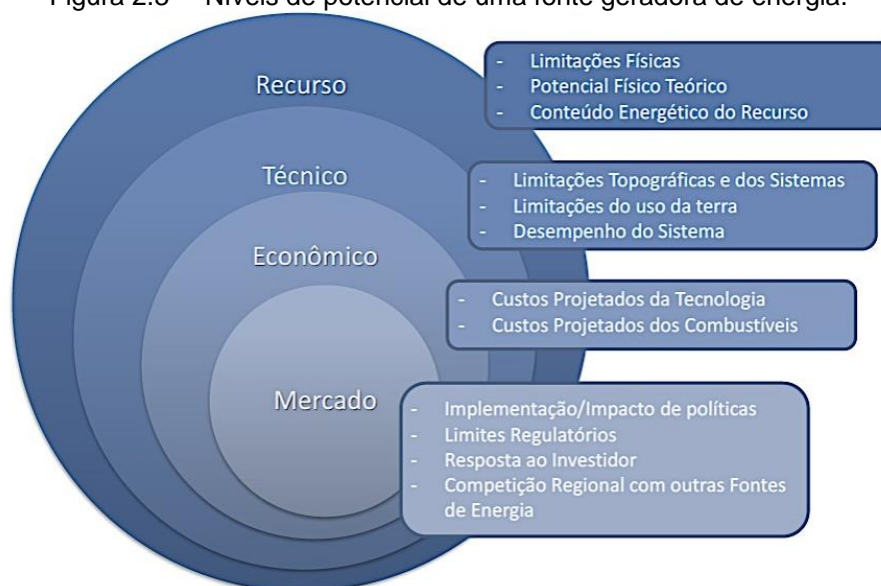 Figura – Níveis de potencial de uma fonte geradora de energia.
Recurso
- Limitações Físicas
- Potencial Físico Teórico
- Conteúdo Energético do Recurso
Técnico
- Limitações Topográficas e dos Sistemas
- Limitações do uso da terra
- Desempenho do Sistema
Econômico
- Custos Projetados da Tecnologia
- Custos Projetados dos Combustíveis
Mercado
- Implementação/Impacto de políticas
- Limites Regulatórios
- Resposta ao Investidor
- Competição Regional com outras Fontes
de Energia